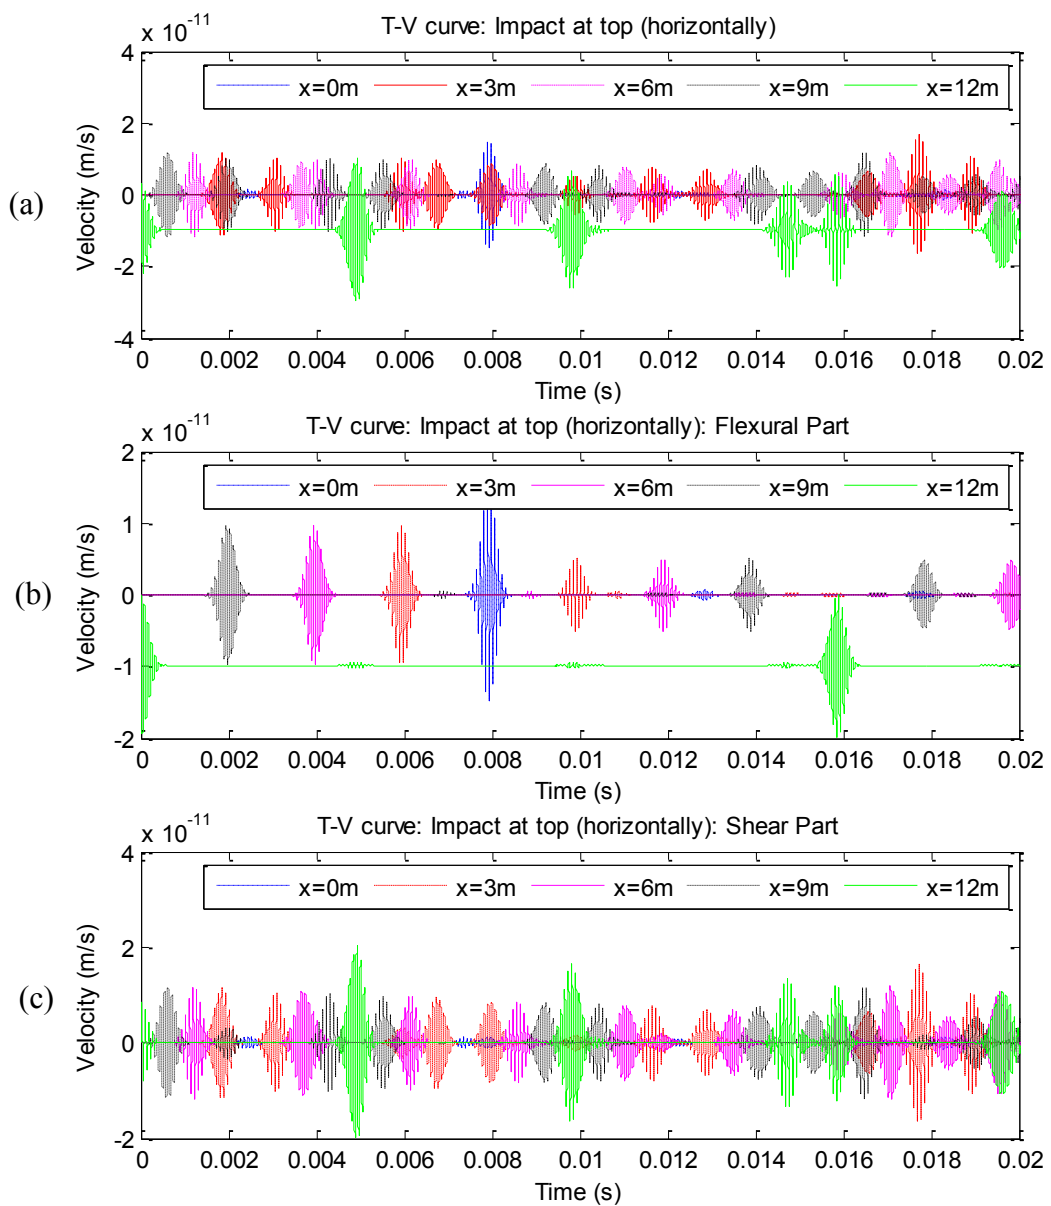 x 10-11
T-V curve: Impact at top (horizontally)
4
x=0m x=3m x=6m x=9m x=12m
2
(a)
0
Velocity (m/s)
-2
-4
0 0.002 0.004 0.006 0.008 0.01 0.012 0.014 0.016 0.018 0.02
Time (s)
x 10-11
T-V curve: Impact at top (horizontally): Flexural Part
2
x=0m x=3m x=6m x=9m x=12m
1
(b)
0
Velocity (m/s)
-1
-2
0 0.002 0.004 0.006 0.008 0.01 0.012 0.014 0.016 0.018 0.02
Time (s)
x 10-11
T-V curve: Impact at top (horizontally): Shear Part
4
x=0m x=3m x=6m x=9m x=12m
2
(c)
0
Velocity (m/s)
-2
0 0.002 0.004 0.006 0.008 0.01 0.012 0.014 0.016 0.018 0.02
Time (s)